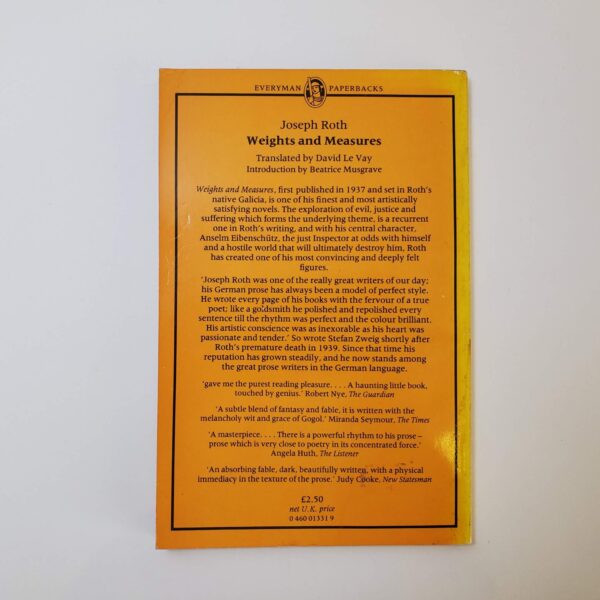 EVERYMAN PAPERBACKS
Joseph Roth
Weights and Measures
Translated by David Le Vay
Introduction by Beatrice Musgrave
Weights and Measures, first published in 1937 and set in Roth's
native Galicia, is one of his finest and most artistically
satisfying novels. The exploration of evil, justice and
suffering which forms the underlying theme, is a recurrent
one in Roth's writing, and with his central character,
Anselm Eibenschütz, the just Inspector at odds with himself
and a hostile world that will ultimately destroy him, Roth
has created one of his most convincing and deeply felt
figures.
'Joseph Roth was one of the really great writers of our day;
his German prose has always been a model of perfect style.
He wrote every page of his books with the fervour of a true
poet; like a goldsmith he polished and repolished every
sentence till the rhythm was perfect and the colour brilliant.
His artistic conscience was as inexorable as his heart was
passionate and tender.' So wrote Stefan Zweig shortly after
Roth's premature death in 1939. Since that time his
reputation has grown steadily, and he now stands among
the great prose writers in the German language.
'gave me the purest reading pleasure. . . . A haunting little book,
touched by genius.' Robert Nye, The Guardian
'A subtle blend of fantasy and fable, it is written with the
melancholy wit and grace of Gogol.' Miranda Seymour, The Times
'A masterpiece. . . . There is a powerful rhythm to his prose –
prose which is very close to poetry in its concentrated force.'
Angela Huth, The Listener
'An absorbing fable, dark, beautifully written, with a physical
immediacy in the texture of the prose.' Judy Cooke, New Statesman
£2.50
net U.K. price
0 460 01331 9